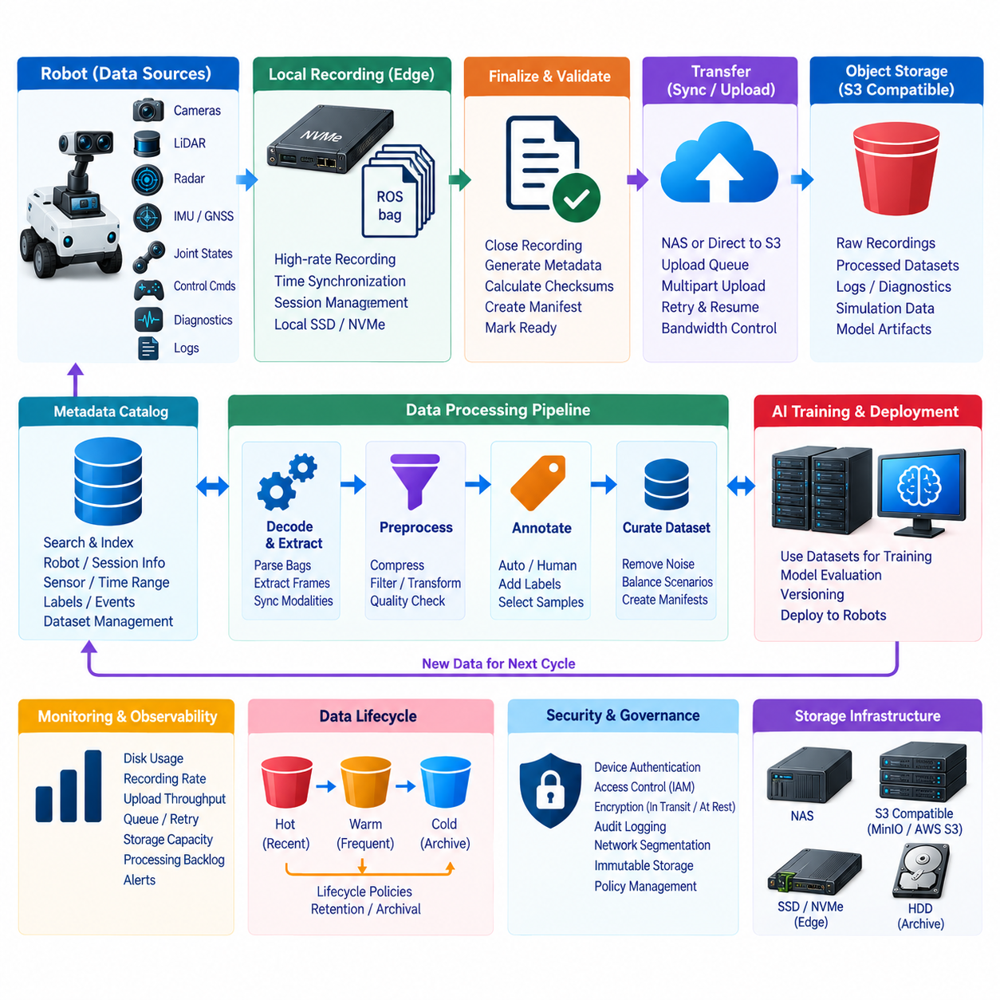 Robot (Data Sources)
Cameras
LiDAR
Radar
IMU / GNSS
Joint States
Control Cmds
Diagnostics
Logs
Local Recording (Edge)
NVMe
ROS
bag
High-rate Recording
Time Synchronization
Session Management
Local SSD / NVMe
Finalize & Validate
Close Recording
Generate Metadata
Calculate Checksums
Create Manifest
Mark Ready
Transfer
(Sync / Upload)
NAS or Direct to S3
Upload Queue
Multipart Upload
Retry & Resume
Bandwidth Control
Object Storage
(S3 Compatible)
Raw Recordings
Processed Datasets
Logs / Diagnostics
Simulation Data
Model Artifacts
Metadata Catalog
Search & Index
Robot / Session Info
Sensor / Time Range
Labels / Events
Dataset Management
Data Processing Pipeline
Decode
& Extract
Parse Bags
Extract Frames
Sync Modalities
Preprocess
Compress
Filter / Transform
Quality Check
Annotate
Auto / Human
Add Labels
Select Samples
Curate Dataset
Remove Noise
Balance Scenarios
Create Manifests
AI Training & Deployment
Use Datasets for Training
Model Evaluation
Versioning
Deploy to Robots
New Data for Next Cycle
Monitoring & Observability
Disk Usage
Recording Rate
Upload Throughput
Queue / Retry
Storage Capacity
Processing Backlog
Alerts
Data Lifecycle
Hot
(Recent)
Warm
(Frequent)
Cold
(Archive)
Lifecycle Policies
Retention / Archival
Security & Governance
Device Authentication
Access Control (IAM)
Encryption (In Transit / At Rest)
Audit Logging
Network Segmentation
Immutable Storage
Policy Management
Storage Infrastructure
NAS
S3 Compatible
(MinIO / AWS S3)
SSD / NVMe
(Edge)
HDD
(Archive)